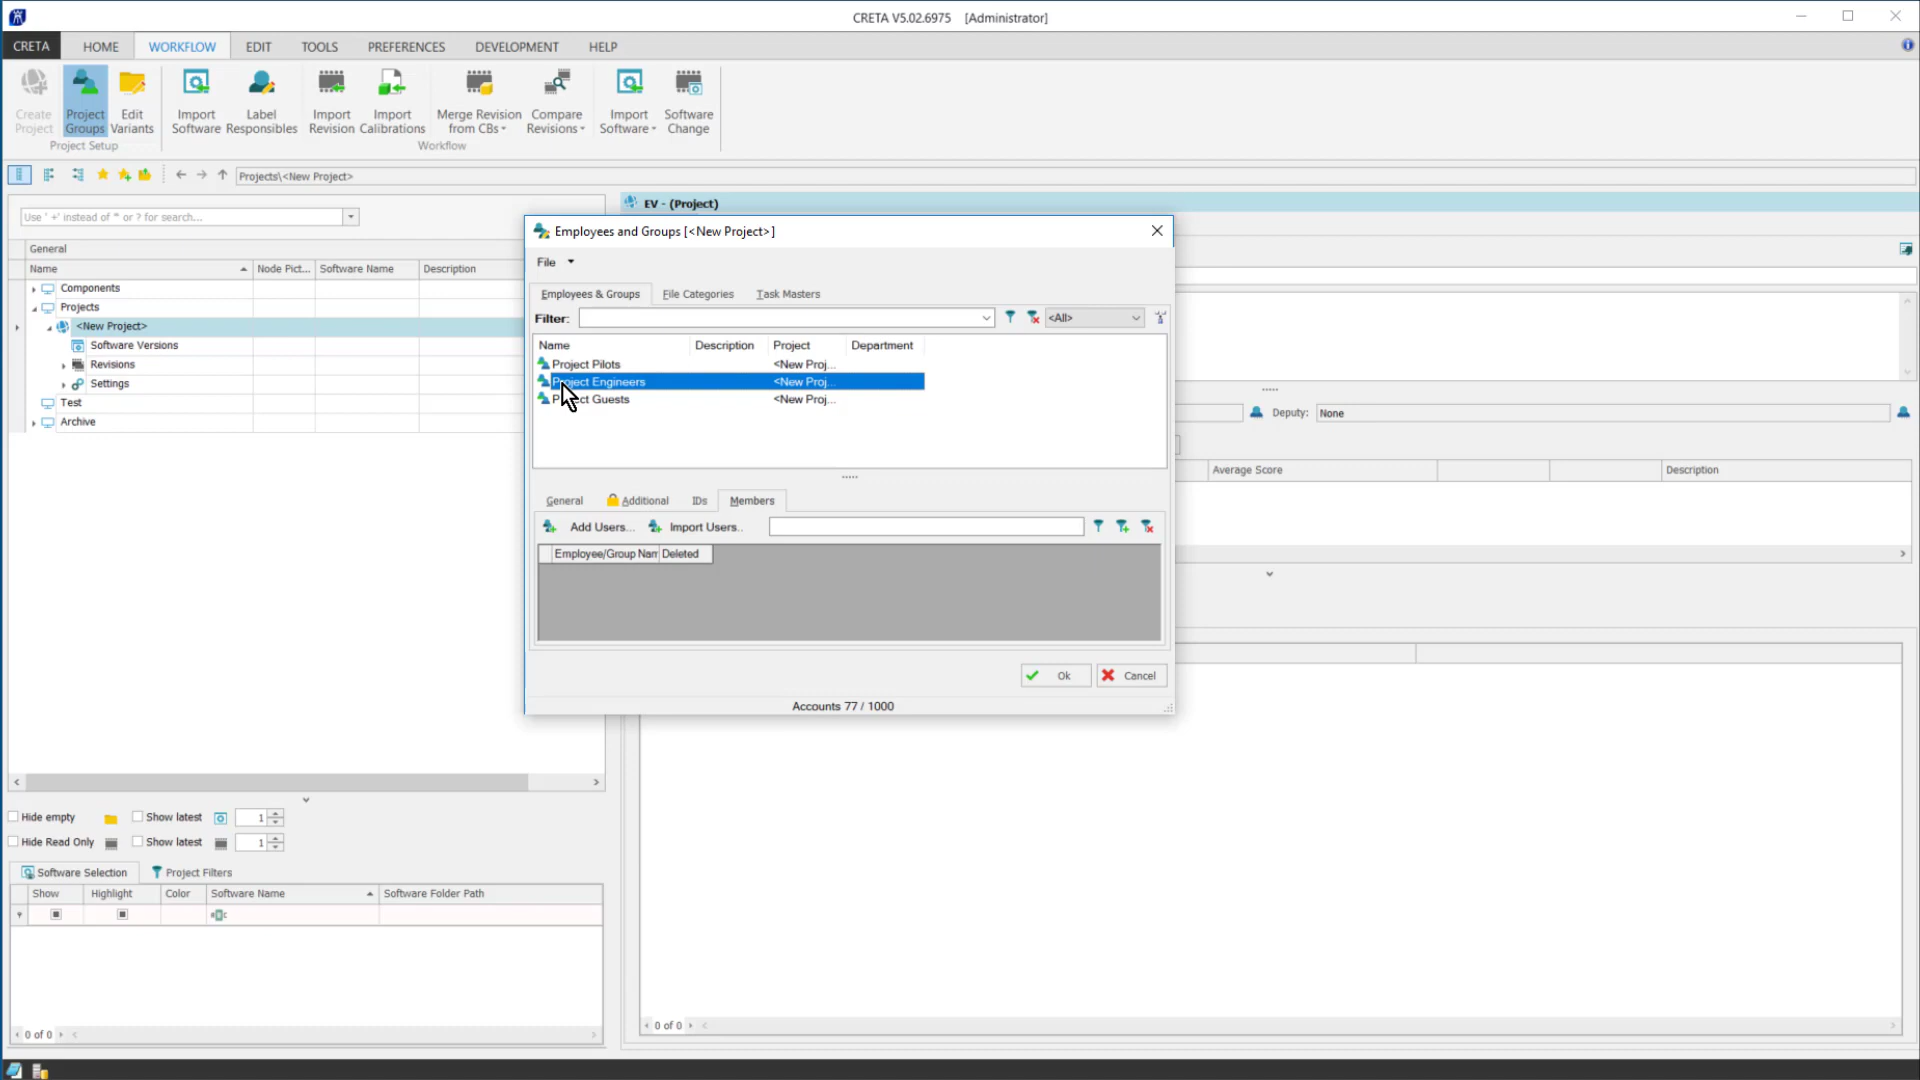 CRETA V5.02.6975 [Administrator]
CRETA HOME WORKFLOW EDIT TOOLS PREFERENCES DEVELOPMENT HELP
Create Project
Project Groups
Edit Variants
Import Software
Label Responsibles
Import Revision
Import Calibrations
Merge Revision from CBs
Compare Revisions
Import Software
Software Change
Project Setup
Workflow
Projects\<New Project>
Use ' +' instead of * or ? for search...
EV - (Project)
General
Name Node Pict... Software Name Description
Components
Projects
<New Project>
Software Versions
Revisions
Settings
Test
Archive
Employees and Groups [<New Project>]
File
Employees & Groups File Categories Task Masters
Filter: <All>
Name Description Project Department
Project Pilots <New Proj...
Project Engineers <New Proj...
Project Guests <New Proj...
General Additional IDs Members
Add Users... Import Users..
Employee/Group Nam Deleted
Ok Cancel
Accounts 77 / 1000
Deputy: None
Average Score Description
Hide empty Show latest 1
Hide Read Only Show latest 1
Software Selection Project Filters
Show Highlight Color Software Name Software Folder Path
0 of 0
0 of 0